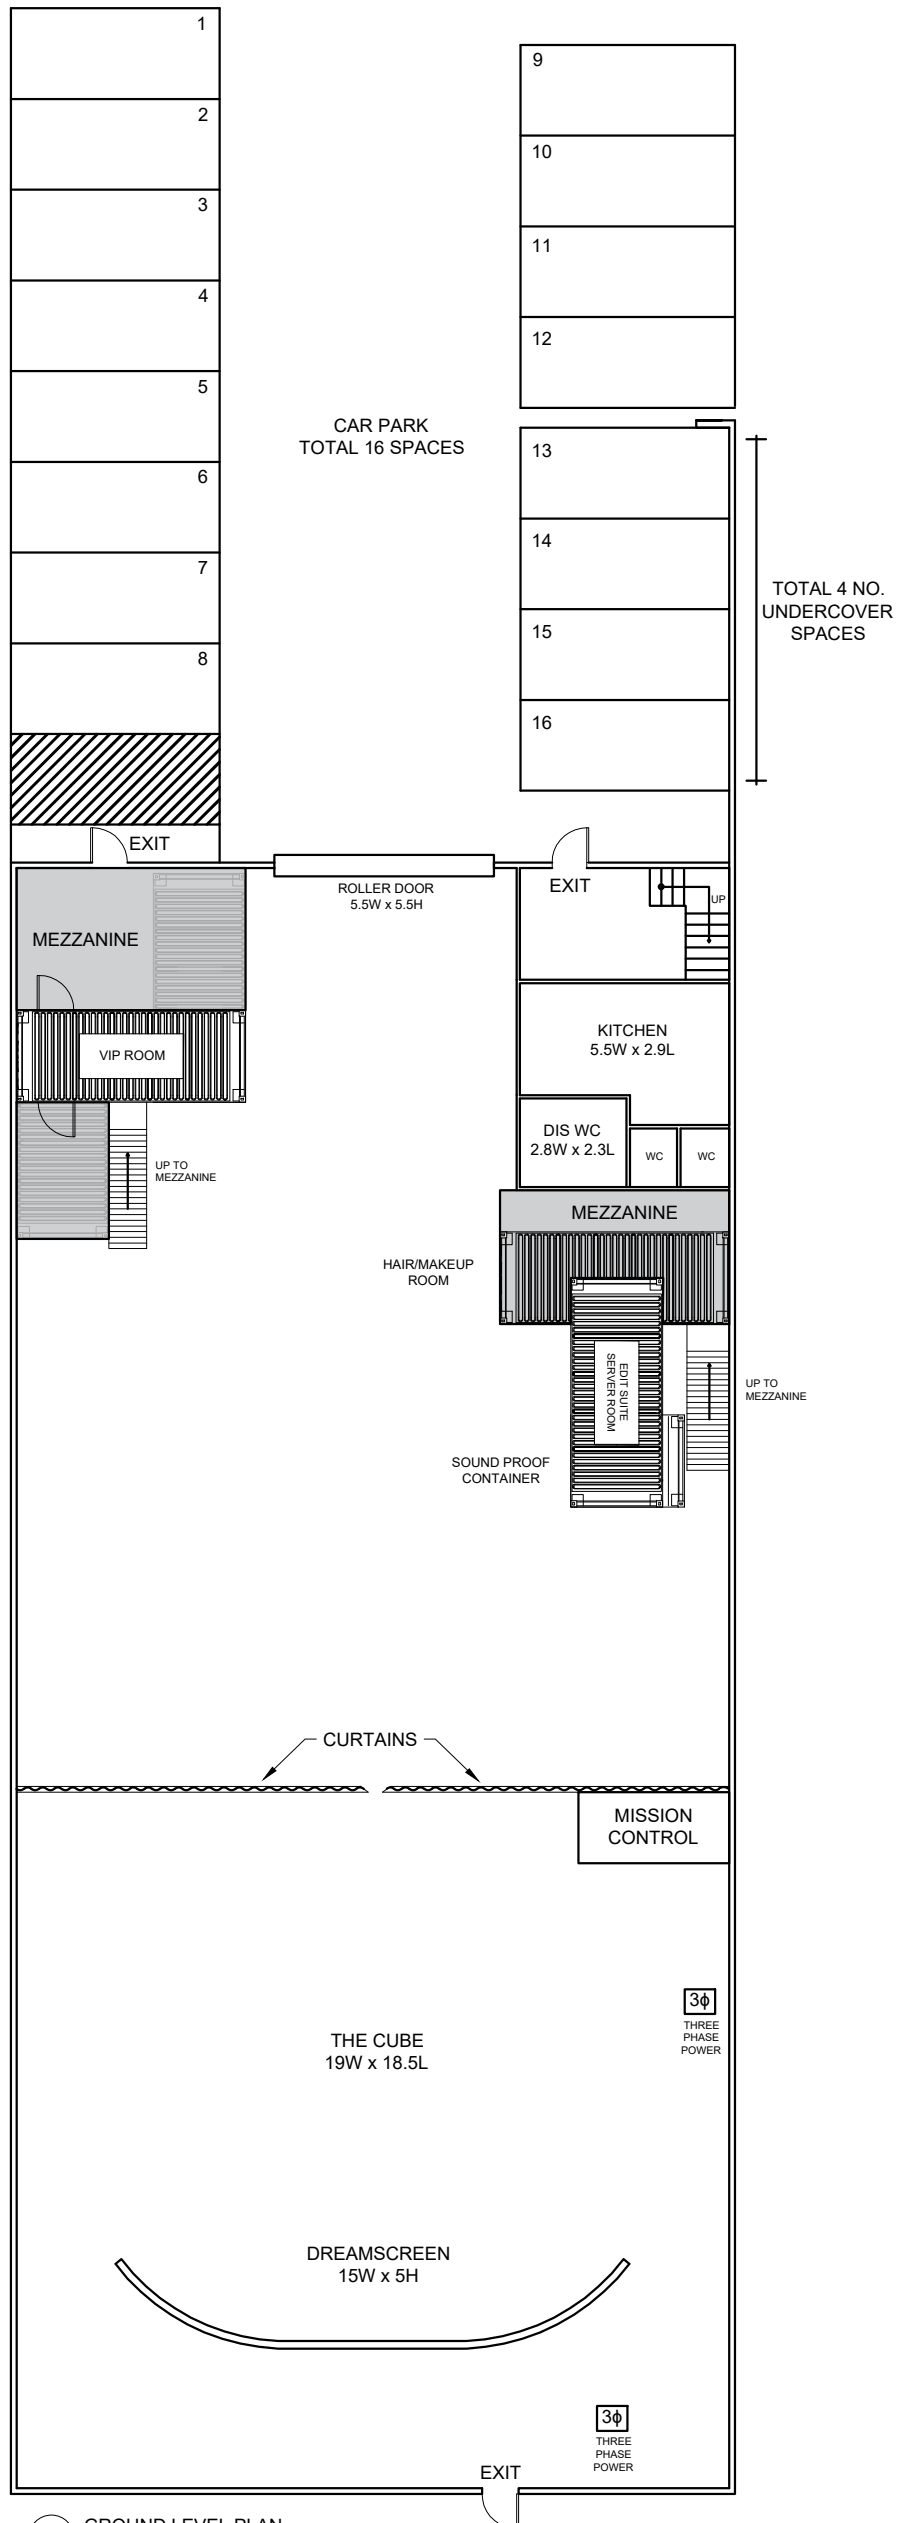 1
2
3
4
5
6
7
8
9
10
11
12
13
14
15
16
CAR PARK
TOTAL 16 SPACES
TOTAL 4 NO.
UNDERCOVER
SPACES
EXIT
ROLLER DOOR
5.5W x 5.5H
EXIT
UP
MEZZANINE
VIP ROOM
UP TO
MEZZANINE
KITCHEN
5.5W x 2.9L
DIS WC
2.8W x 2.3L
WC
WC
MEZZANINE
HAIR/MAKEUP
ROOM
EDIT SUITE
SERVER ROOM
UP TO
MEZZANINE
SOUND PROOF
CONTAINER
CURTAINS
MISSION
CONTROL
3ϕ
THREE
PHASE
POWER
THE CUBE
19W x 18.5L
DREAMSCREEN
15W x 5H
3ϕ
THREE
PHASE
POWER
EXIT
GROUND LEVEL PLAN